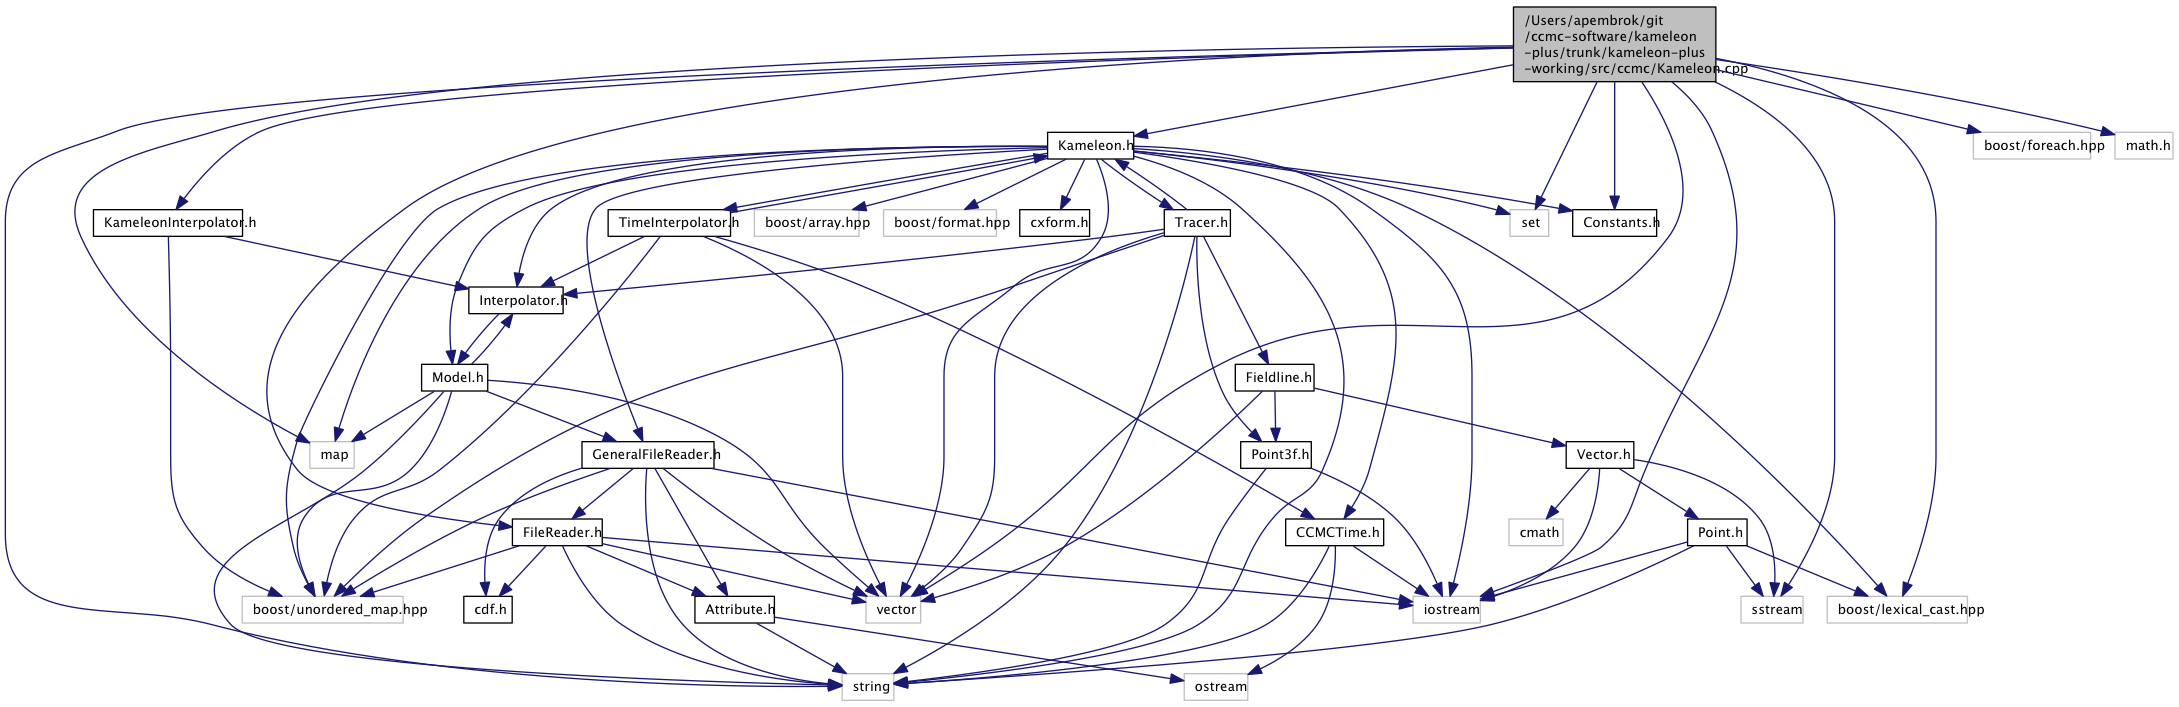 /Users/apembrok/git
/ccmc-software/kameleon
-plus/trunk/kameleon-plus
-working/src/ccmc/Kameleon.cpp
Kameleon.h
boost/foreach.hpp
math.h
KameleonInterpolator.h
TimeInterpolator.h
boost/array.hpp
boost/format.hpp
cxform.h
Tracer.h
set
Constants.h
Interpolator.h
Model.h
Fieldline.h
map
GeneralFileReader.h
Point3f.h
Vector.h
FileReader.h
CCMCTime.h
cmath
Point.h
boost/unordered_map.hpp
cdf.h
Attribute.h
vector
iostream
sstream
boost/lexical_cast.hpp
string
ostream